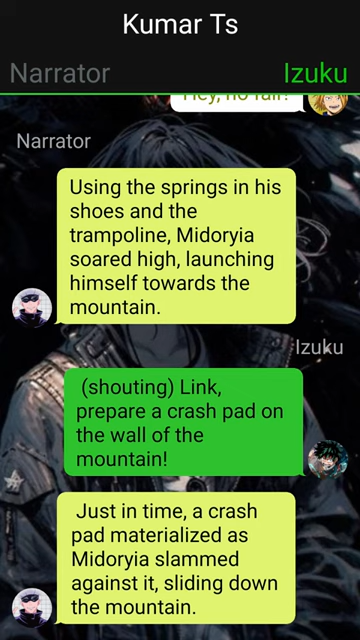 Kumar Ts
Narrator
Izuku
Hey, no fair!
Narrator
Using the springs in his
shoes and the
trampoline, Midoryia
soared high, launching
himself towards the
mountain.
Izuku
(shouting) Link,
prepare a crash pad on
the wall of the
mountain!
Just in time, a crash
pad materialized as
Midoryia slammed
against it, sliding down
the mountain.